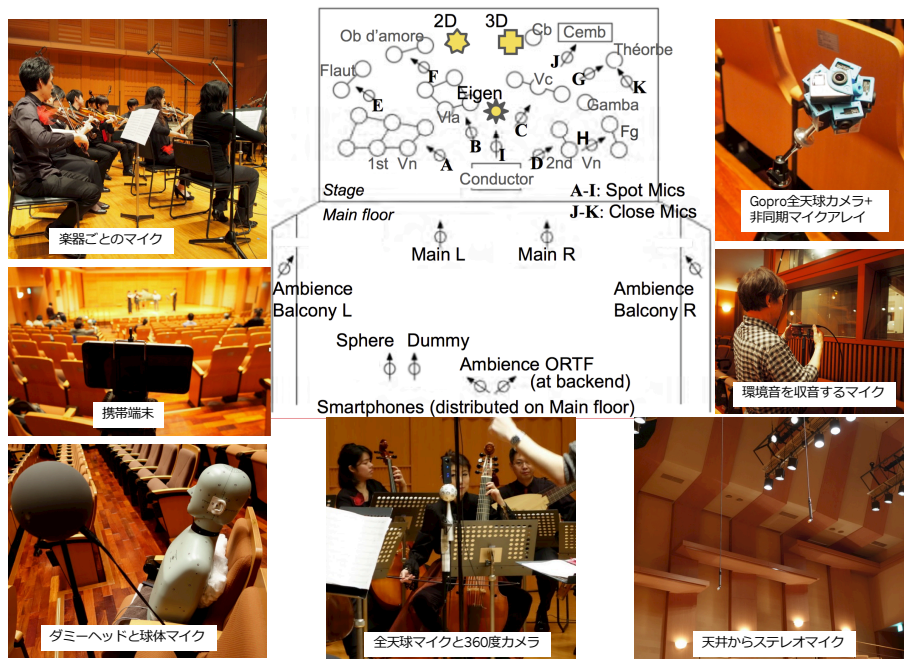 2D
3D
Cb
Cemb
Ob d'amore
Théorbe
J
Flaut
F
G
K
Eigen
Vc
E
Vla
Gamba
C
B
H
Fg
1st Vn
A
I
D
2nd Vn
Conductor
Stage
A-I: Spot Mics
Main floor
J-K: Close Mics
Main L
Main R
Ambience
Balcony L
Ambience
Balcony R
Sphere
Dummy
Ambience ORTF
(at backend)
Smartphones (distributed on Main floor)
楽器ごとのマイク
Gopro全天球カメラ+
非同期マイクアレイ
携帯端末
環境音を収音するマイク
ダミーヘッドと球体マイク
全天球マイクと360度カメラ
天井からステレオマイク